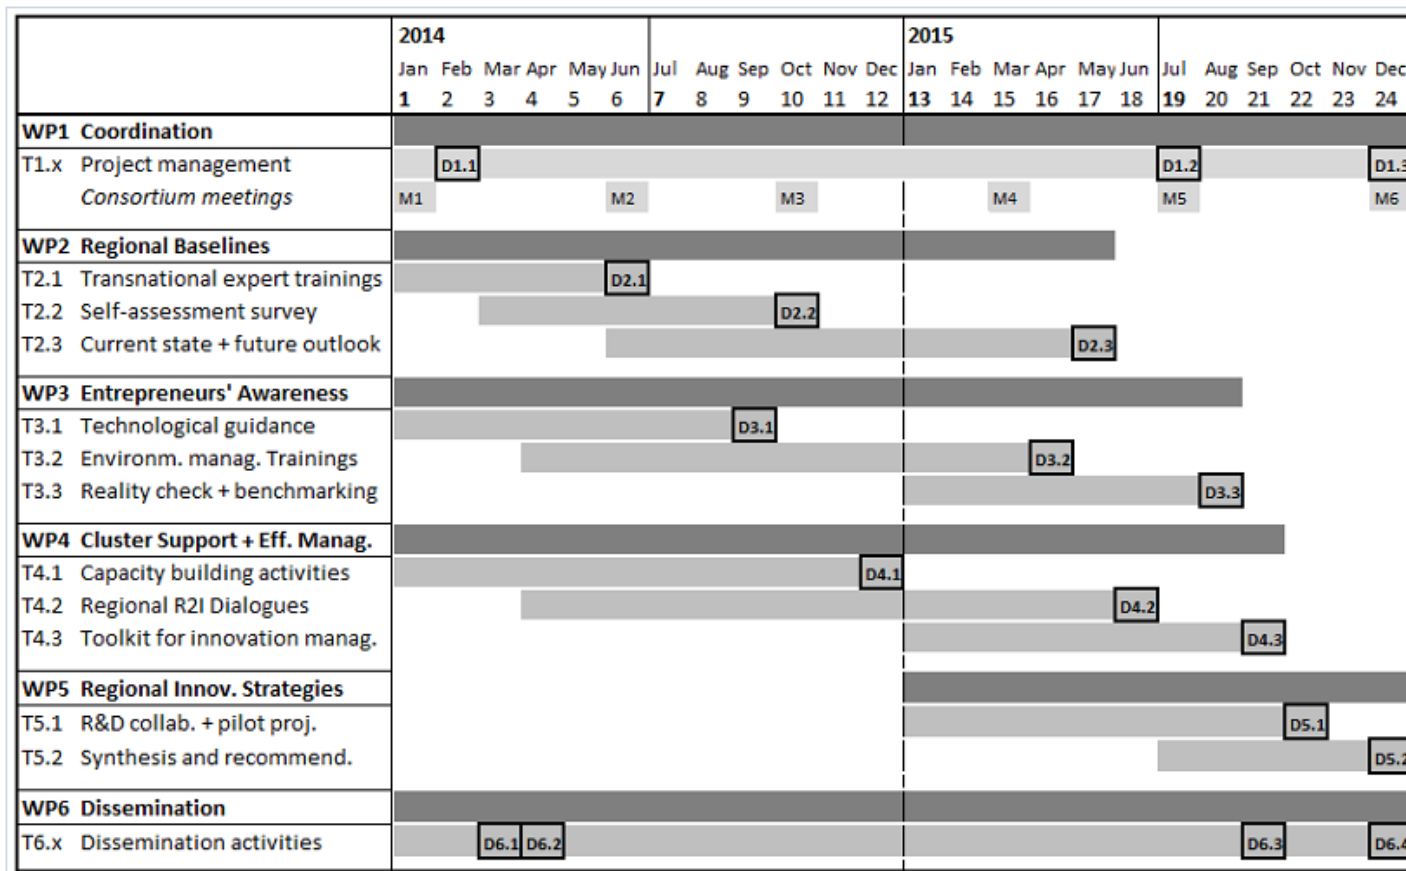 2014 2015
Jan Feb Mar Apr May Jun Jul Aug Sep Oct Nov Dec Jan Feb Mar Apr May Jun Jul Aug Sep Oct Nov Dec
1 2 3 4 5 6 7 8 9 10 11 12 13 14 15 16 17 18 19 20 21 22 23 24
WP1 Coordination
T1.x Project management D1.1 D1.2 D1.3
Consortium meetings M1 M2 M3 M4 M5 M6
WP2 Regional Baselines
T2.1 Transnational expert trainings D2.1
T2.2 Self-assessment survey D2.2
T2.3 Current state + future outlook D2.3
WP3 Entrepreneurs' Awareness
T3.1 Technological guidance D3.1
T3.2 Environm. manag. Trainings D3.2
T3.3 Reality check + benchmarking D3.3
WP4 Cluster Support + Eff. Manag.
T4.1 Capacity building activities D4.1
T4.2 Regional R2I Dialogues D4.2
T4.3 Toolkit for innovation manag. D4.3
WP5 Regional Innov. Strategies
T5.1 R&D collab. + pilot proj. D5.1
T5.2 Synthesis and recommend. D5.2
WP6 Dissemination
T6.x Dissemination activities D6.1 D6.2 D6.3 D6.4